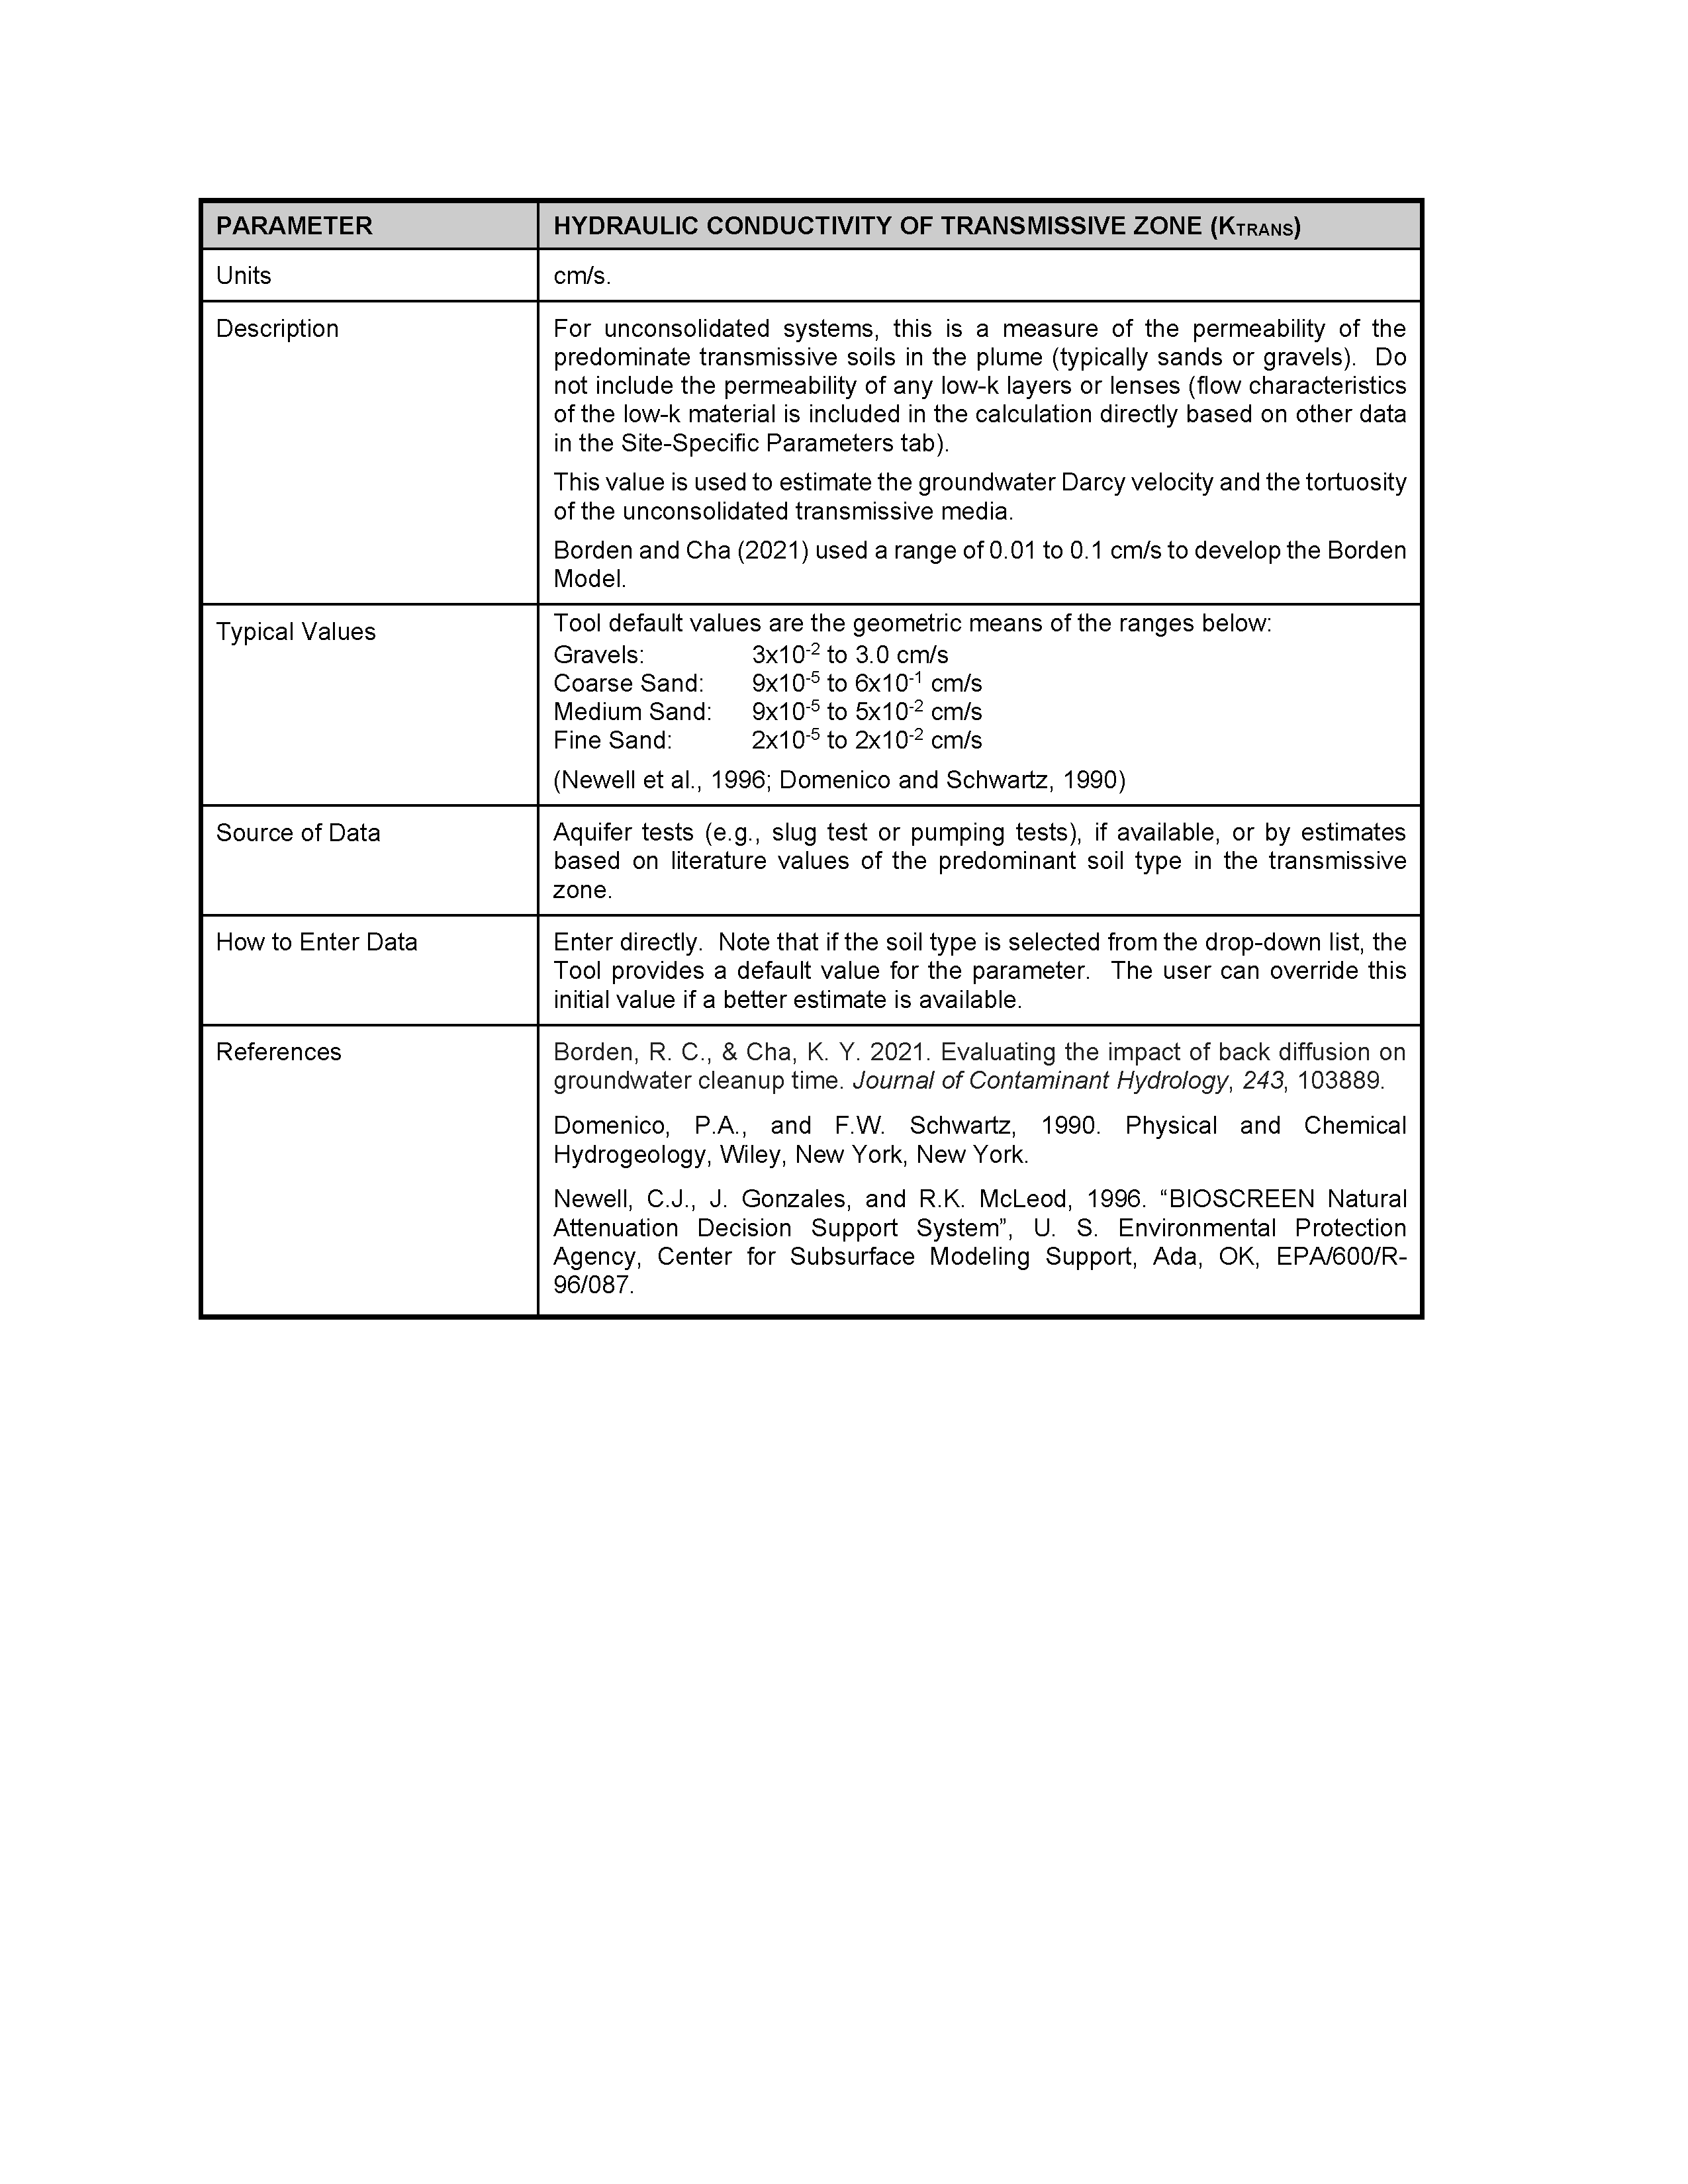 PARAMETER
HYDRAULIC CONDUCTIVITY OF TRANSMISSIVE ZONE (KTRANS)
Units
cm/s.
Description
For unconsolidated systems, this is a measure of the permeability of the
predominate transmissive soils in the plume (typically sands or gravels). Do
not include the permeability of any low-k layers or lenses (flow characteristics
of the low-k material is included in the calculation directly based on other data
in the Site-Specific Parameters tab).
This value is used to estimate the groundwater Darcy velocity and the tortuosity
of the unconsolidated transmissive media.
Borden and Cha (2021) used a range of 0.01 to 0.1 cm/s to develop the Borden
Model.
Typical Values
Tool default values are the geometric means of the ranges below:
Gravels: 3x10⁻² to 3.0 cm/s
Coarse Sand: 9x10⁻⁵ to 6x10⁻¹ cm/s
Medium Sand: 9x10⁻⁵ to 5x10⁻² cm/s
Fine Sand: 2x10⁻⁵ to 2x10⁻² cm/s
(Newell et al., 1996; Domenico and Schwartz, 1990)
Source of Data
Aquifer tests (e.g., slug test or pumping tests), if available, or by estimates
based on literature values of the predominant soil type in the transmissive
zone.
How to Enter Data
Enter directly. Note that if the soil type is selected from the drop-down list, the
Tool provides a default value for the parameter. The user can override this
initial value if a better estimate is available.
References
Borden, R. C., & Cha, K. Y. 2021. Evaluating the impact of back diffusion on
groundwater cleanup time. Journal of Contaminant Hydrology, 243, 103889.
Domenico, P.A., and F.W. Schwartz, 1990. Physical and Chemical
Hydrogeology, Wiley, New York, New York.
Newell, C.J., J. Gonzales, and R.K. McLeod, 1996. “BIOSCREEN Natural
Attenuation Decision Support System”, U. S. Environmental Protection
Agency, Center for Subsurface Modeling Support, Ada, OK, EPA/600/R-
96/087.